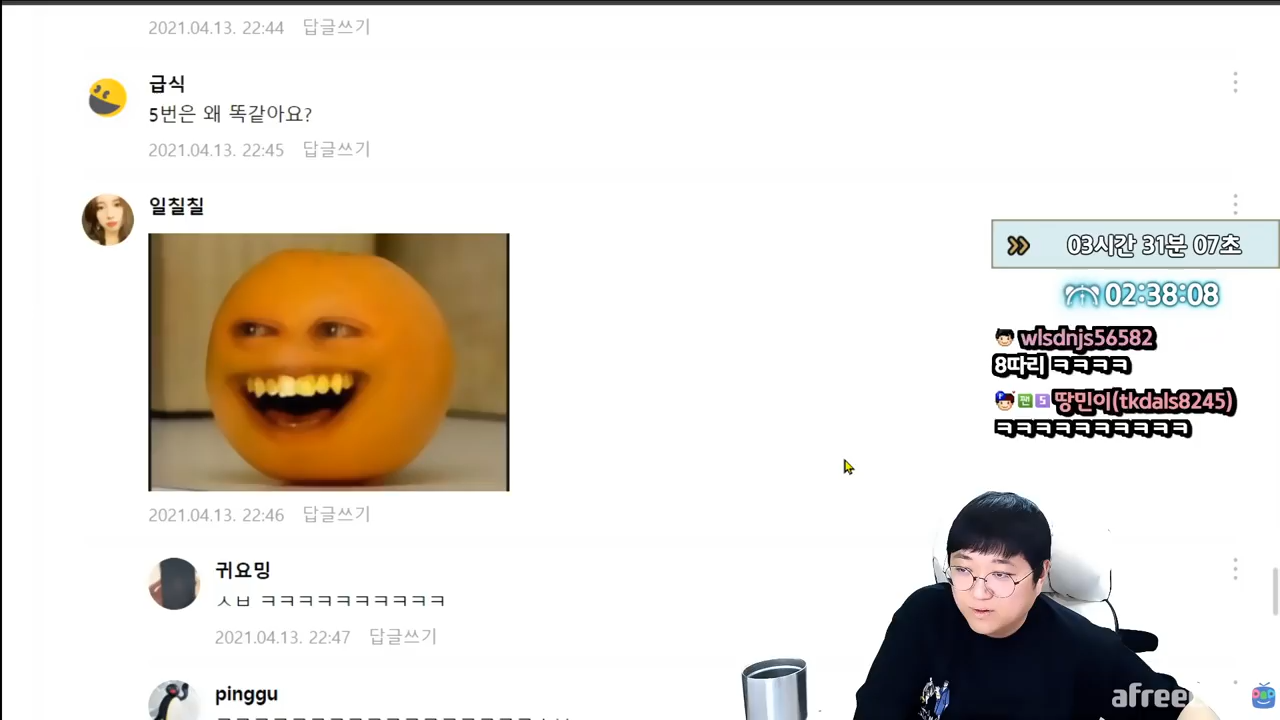 2021.04.13. 22:44 답글쓰기
급식
5번은 왜 똑같아요?
2021.04.13. 22:45 답글쓰기
일칠칠
03시간 31분 07초
02:38:08
wlsdnjs56582
8따리 ㅋㅋㅋㅋ
팬 5 땅민이(tkdals8245)
ㅋㅋㅋㅋㅋㅋㅋㅋㅋㅋ
2021.04.13. 22:46 답글쓰기
귀요밍
ㅅㅂ ㅋㅋㅋㅋㅋㅋㅋㅋㅋㅋ
2021.04.13. 22:47 답글쓰기
pinggu